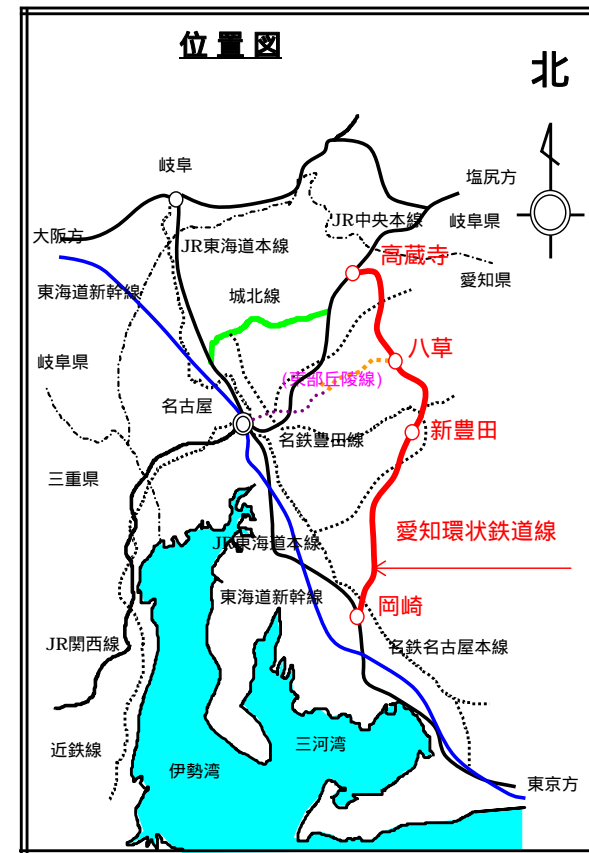 位置図
北
岐阜
塩尻方
JR中央本線
岐阜県
大阪方
JR東海道本線
高蔵寺
愛知県
東海道新幹線
城北線
八草
岐阜県
(東部丘陵線)
名古屋
新豊田
名鉄豊田線
三重県
愛知環状鉄道線
JR東海道本線
東海道新幹線
岡崎
JR関西線
名鉄名古屋本線
三河湾
近鉄線
伊勢湾
東京方